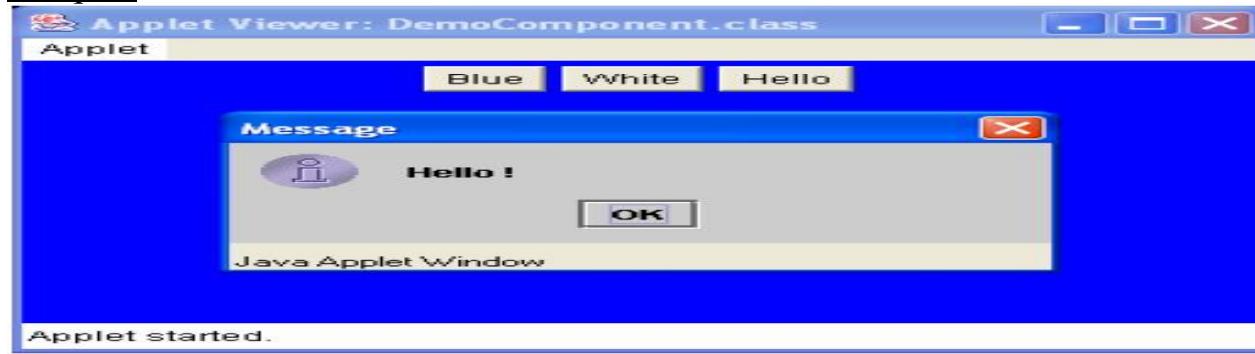 Applet Viewer: DemoComponent.class
Applet
Blue White Hello
Message
Hello !
OK
Java Applet Window
Applet started.